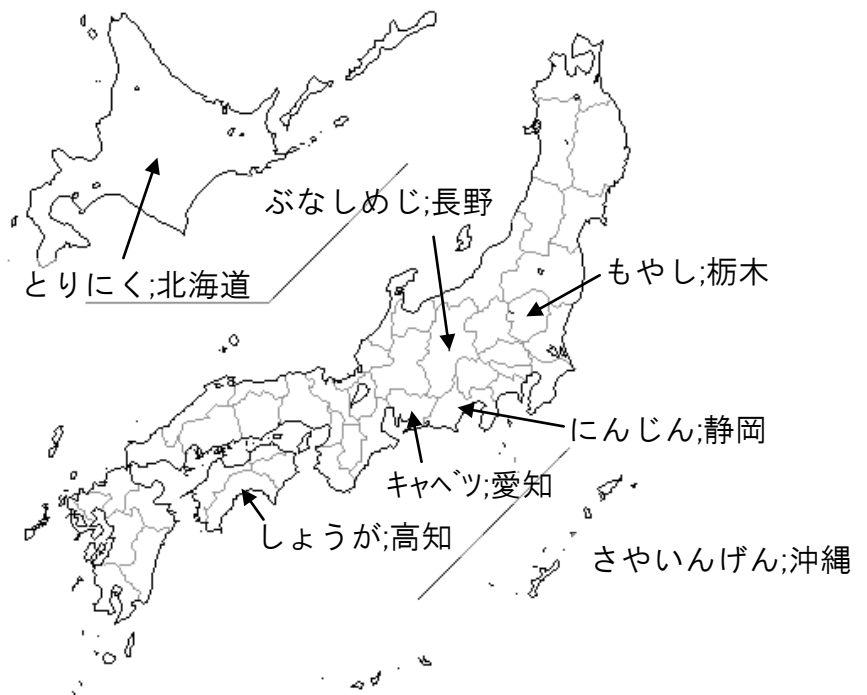 ぶなしめじ;長野
とりにく;北海道
もやし;栃木
にんじん;静岡
ｷｬﾍﾞﾂ;愛知
しょうが;高知
さやいんげん;沖縄